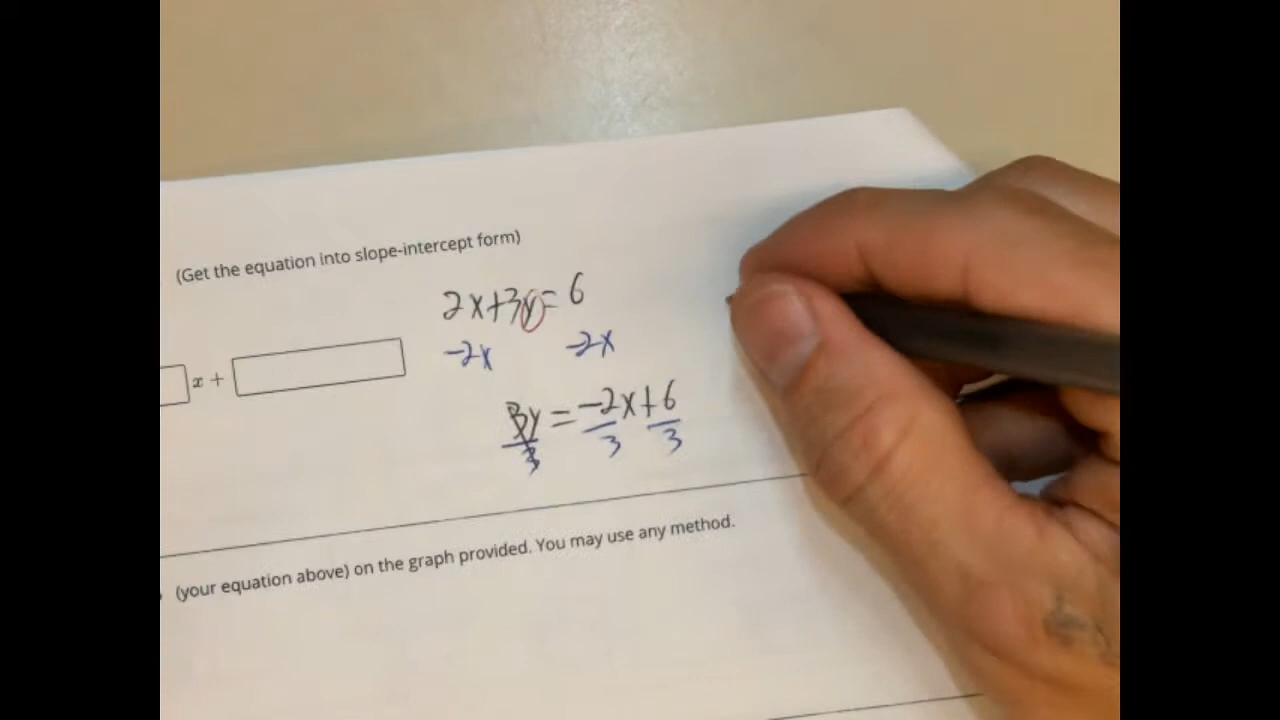 (Get the equation into slope-intercept form)
2x+3y=6
-2x -2x
x +
3y = -2x+6
3 3 3
(your equation above) on the graph provided. You may use any method.